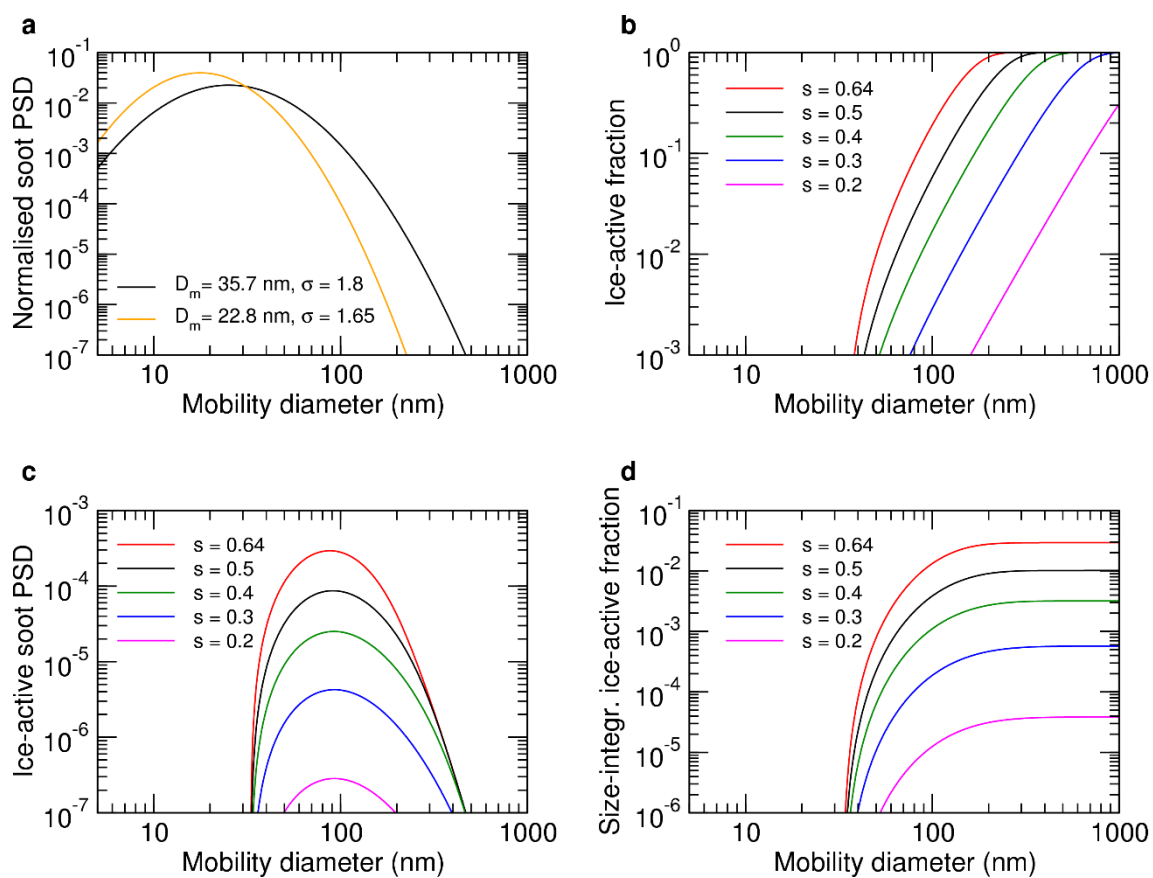 a
Normalised soot PSD
10^-1
10^-2
10^-3
10^-4
10^-5
10^-6
10^-7
D_m= 35.7 nm, σ = 1.8
D_m= 22.8 nm, σ = 1.65
10
100
1000
Mobility diameter (nm)
b
Ice-active fraction
10^0
10^-1
10^-2
10^-3
s = 0.64
s = 0.5
s = 0.4
s = 0.3
s = 0.2
10
100
1000
Mobility diameter (nm)
c
Ice-active soot PSD
10^-3
10^-4
10^-5
10^-6
10^-7
s = 0.64
s = 0.5
s = 0.4
s = 0.3
s = 0.2
10
100
1000
Mobility diameter (nm)
d
Size-integr. ice-active fraction
10^-1
10^-2
10^-3
10^-4
10^-5
10^-6
s = 0.64
s = 0.5
s = 0.4
s = 0.3
s = 0.2
10
100
1000
Mobility diameter (nm)